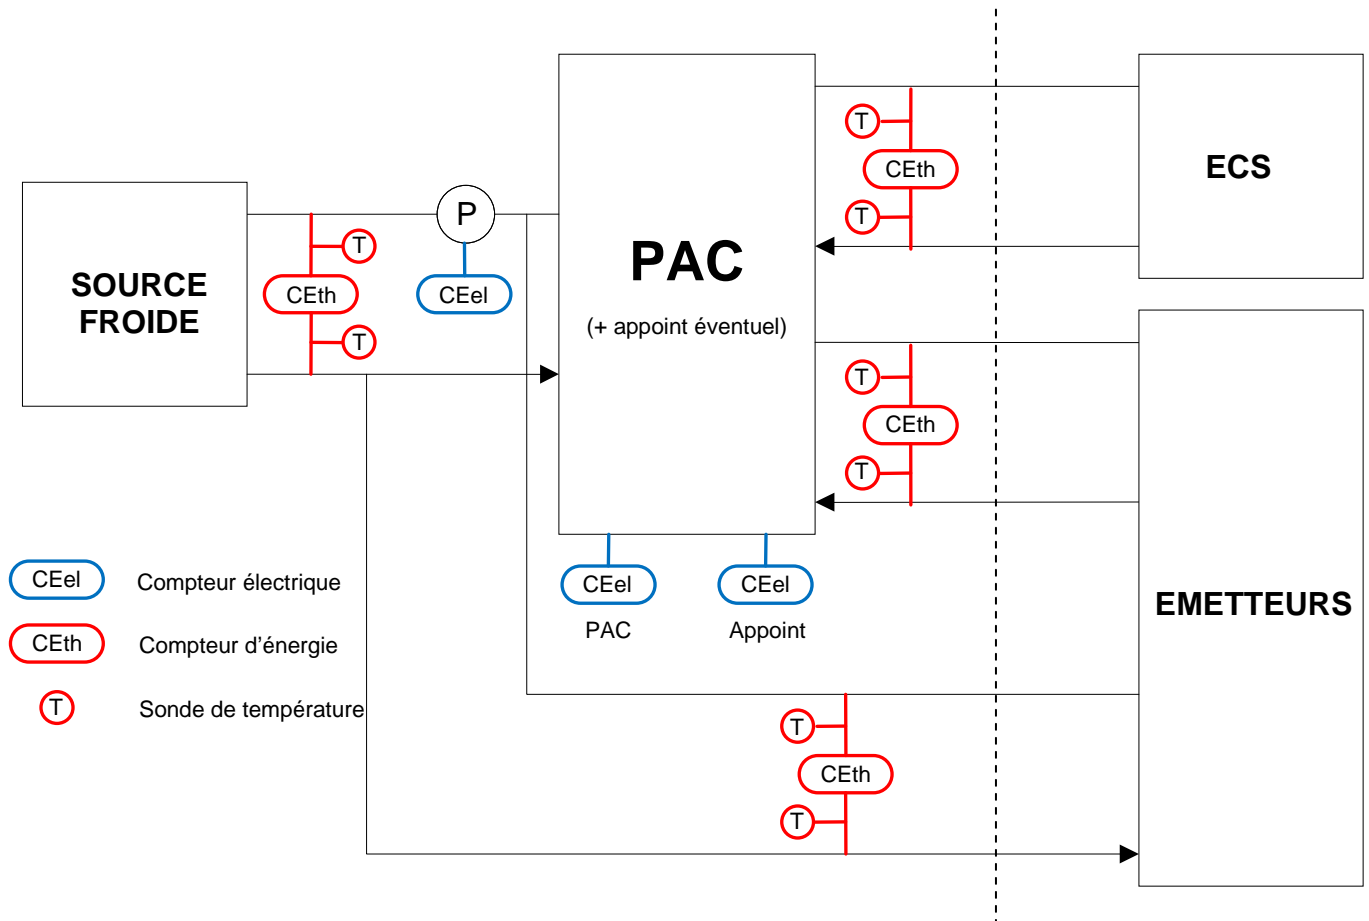 T
CEth
T
ECS
P
T
CEth
T
CEel
SOURCE
FROIDE
PAC
(+ appoint éventuel)
T
CEth
T
CEel
Compteur électrique
CEel
PAC
CEel
Appoint
EMETTEURS
CEth
Compteur d'énergie
T
Sonde de température
T
CEth
T